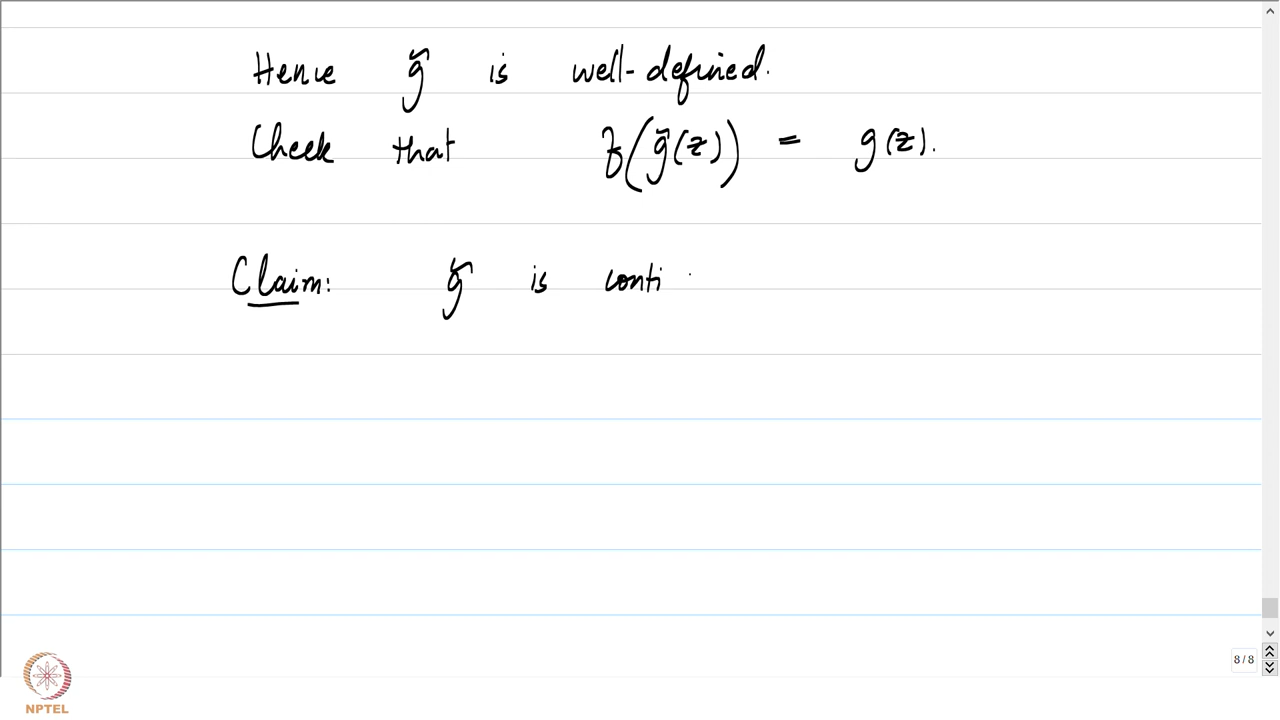 Hence g̃ is well-defined.
Check that f(g̃(z)) = g(z).
Claim: g̃ is conti
8 / 8
NPTEL